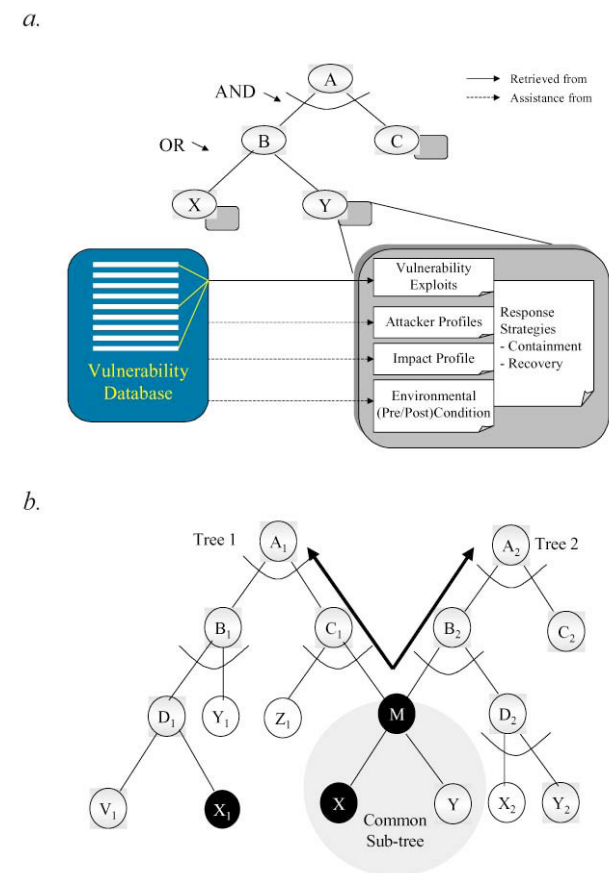 a.
A
AND
Retrieved from
Assistance from
OR
B
C
X
Y
Vulnerability
Exploits
Attacker Profiles
Impact Profile
Environmental
(Pre/Post)Condition
Response
Strategies
- Containment
- Recovery
Vulnerability
Database
b.
Tree 1
A1
A2
Tree 2
B1
C1
B2
C2
D1
Y1
Z1
M
D2
V1
X1
X
Y
X2
Y2
Common
Sub-tree